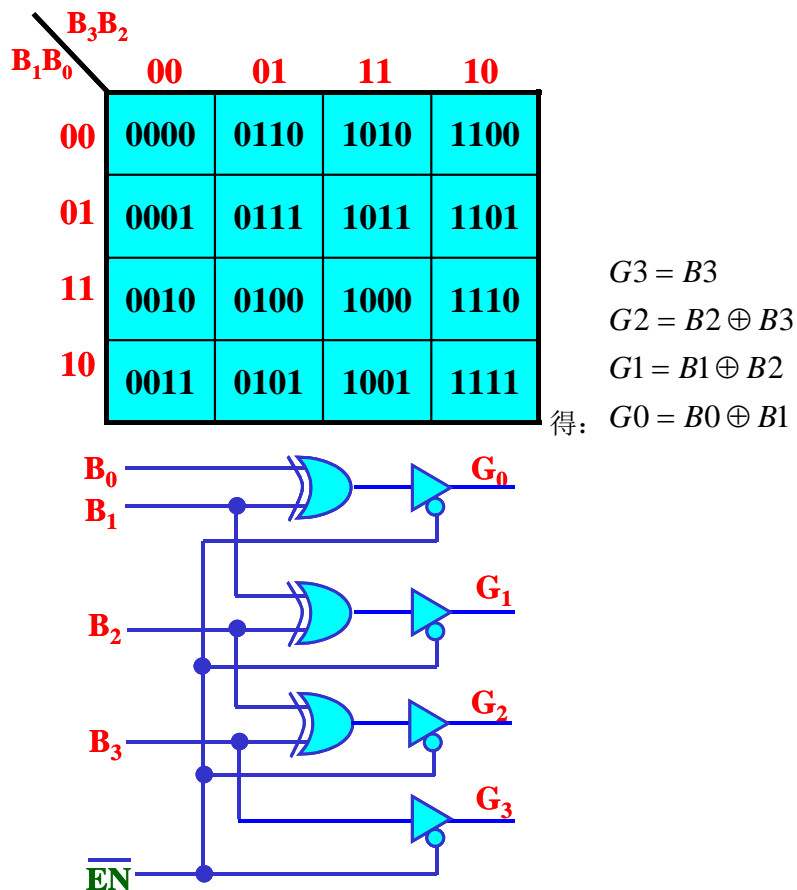 B₃B₂
B₁B₀
00 01 11 10
00 0000 0110 1010 1100
01 0001 0111 1011 1101
11 0010 0100 1000 1110
10 0011 0101 1001 1111
得：
G3 = B3
G2 = B2 ⊕ B3
G1 = B1 ⊕ B2
G0 = B0 ⊕ B1
B₀ G₀
B₁
G₁
B₂
G₂
B₃
G₃
E̅N̅